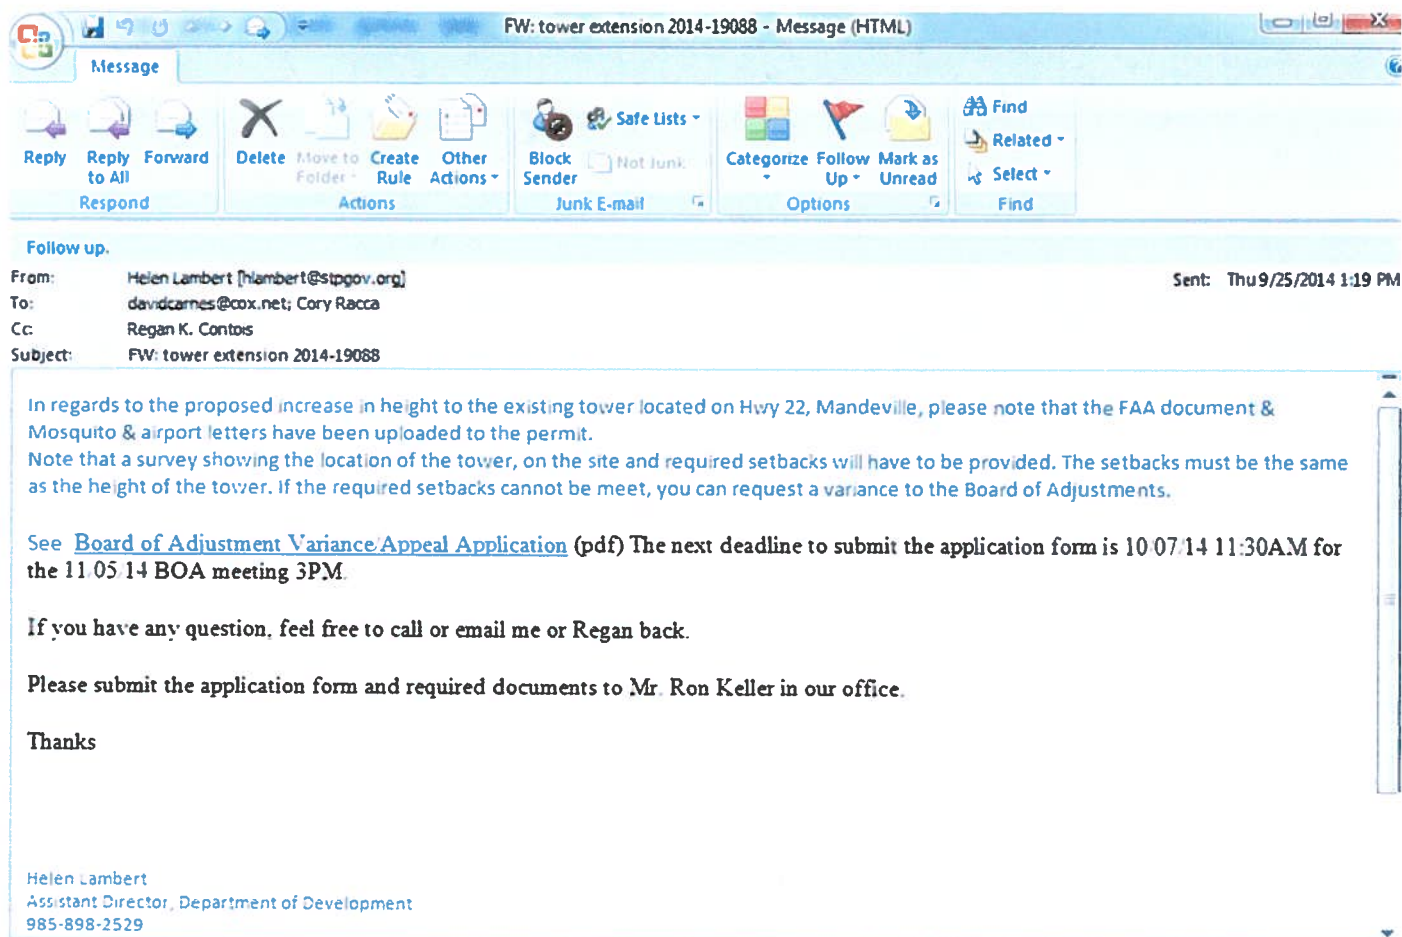 FW: tower extension 2014-19088 - Message (HTML)
Message
Reply
Reply to All
Forward
Delete
Move to Folder
Create Rule
Other Actions
Block Sender
Safe Lists
Not Junk
Categorize
Follow Up
Mark as Unread
Find
Related
Select
Respond
Actions
Junk E-mail
Options
Find
Follow up.
From: Helen Lambert [hlambert@stpgov.org]
Sent: Thu 9/25/2014 1:19 PM
To: davidcarnes@cox.net; Cory Racca
Cc: Regan K. Contois
Subject: FW: tower extension 2014-19088
In regards to the proposed increase in height to the existing tower located on Hwy 22, Mandeville, please note that the FAA document &
Mosquito & airport letters have been uploaded to the permit.
Note that a survey showing the location of the tower, on the site and required setbacks will have to be provided. The setbacks must be the same
as the height of the tower. If the required setbacks cannot be meet, you can request a variance to the Board of Adjustments.
See Board of Adjustment Variance/Appeal Application (pdf) The next deadline to submit the application form is 10/07/14 11:30AM for
the 11.05.14 BOA meeting 3PM.
If you have any question, feel free to call or email me or Regan back.
Please submit the application form and required documents to Mr. Ron Keller in our office.
Thanks
Helen Lambert
Assistant Director, Department of Development
985-898-2529